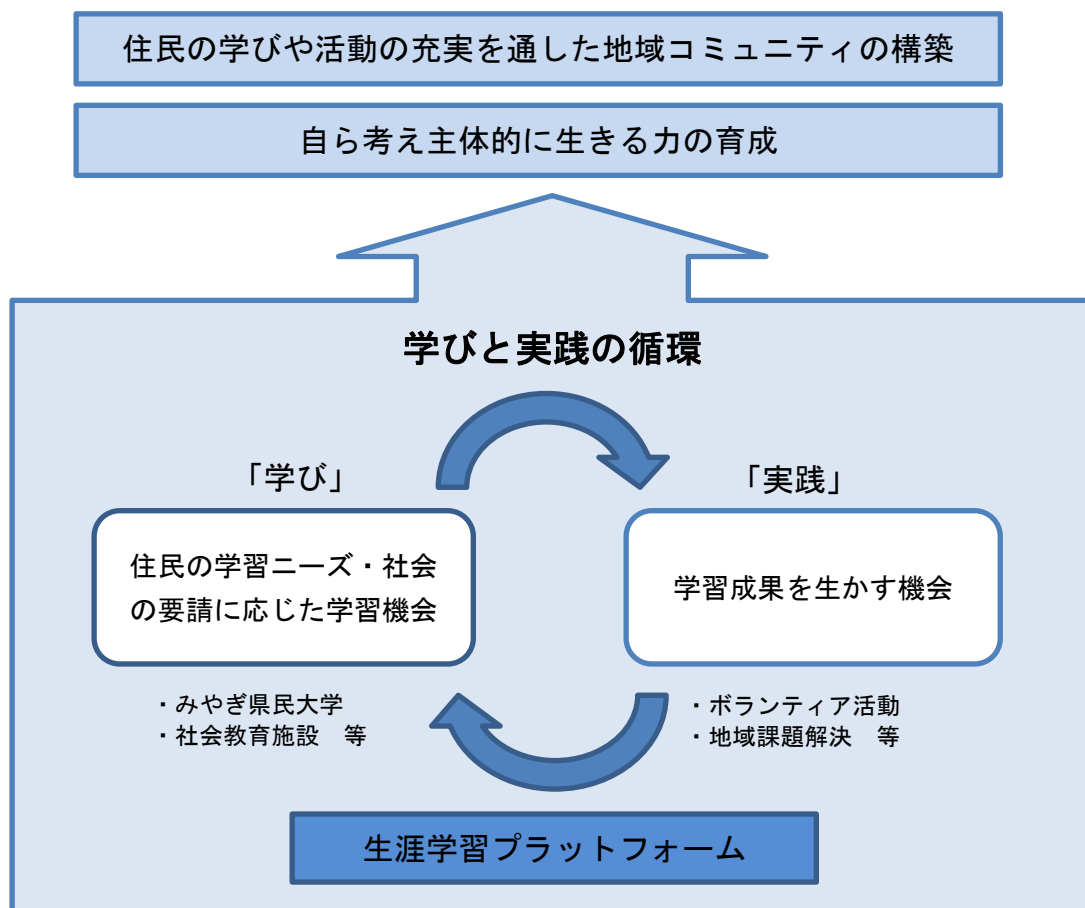 住民の学びや活動の充実を通した地域コミュニティの構築
自ら考え主体的に生きる力の育成
学びと実践の循環
「学び」
住民の学習ニーズ・社会
の要請に応じた学習機会
・みやぎ県民大学
・社会教育施設　等
「実践」
学習成果を生かす機会
・ボランティア活動
・地域課題解決　等
生涯学習プラットフォーム